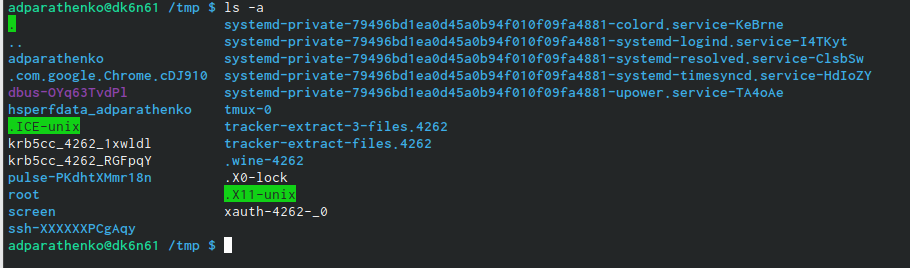 adparathenko@dk6n61 /tmp $ ls -a
. systemd-private-79496bd1ea0d45a0b94f010f09fa4881-colord.service-KeBrne
.. systemd-private-79496bd1ea0d45a0b94f010f09fa4881-systemd-logind.service-I4TKyt
adparathenko systemd-private-79496bd1ea0d45a0b94f010f09fa4881-systemd-resolved.service-ClsbSw
.com.google.Chrome.cDJ910 systemd-private-79496bd1ea0d45a0b94f010f09fa4881-systemd-timesyncd.service-HdIoZY
dbus-OYq63TvdPl systemd-private-79496bd1ea0d45a0b94f010f09fa4881-upower.service-TA4oAe
hsperfdata_adparathenko tmux-0
.ICE-unix tracker-extract-3-files.4262
krb5cc_4262_1xwldl tracker-extract-files.4262
krb5cc_4262_RGFpqY .wine-4262
pulse-PKdhtXMmr18n .X0-lock
root .X11-unix
screen xauth-4262-_0
ssh-XXXXXXPCgAqy
adparathenko@dk6n61 /tmp $